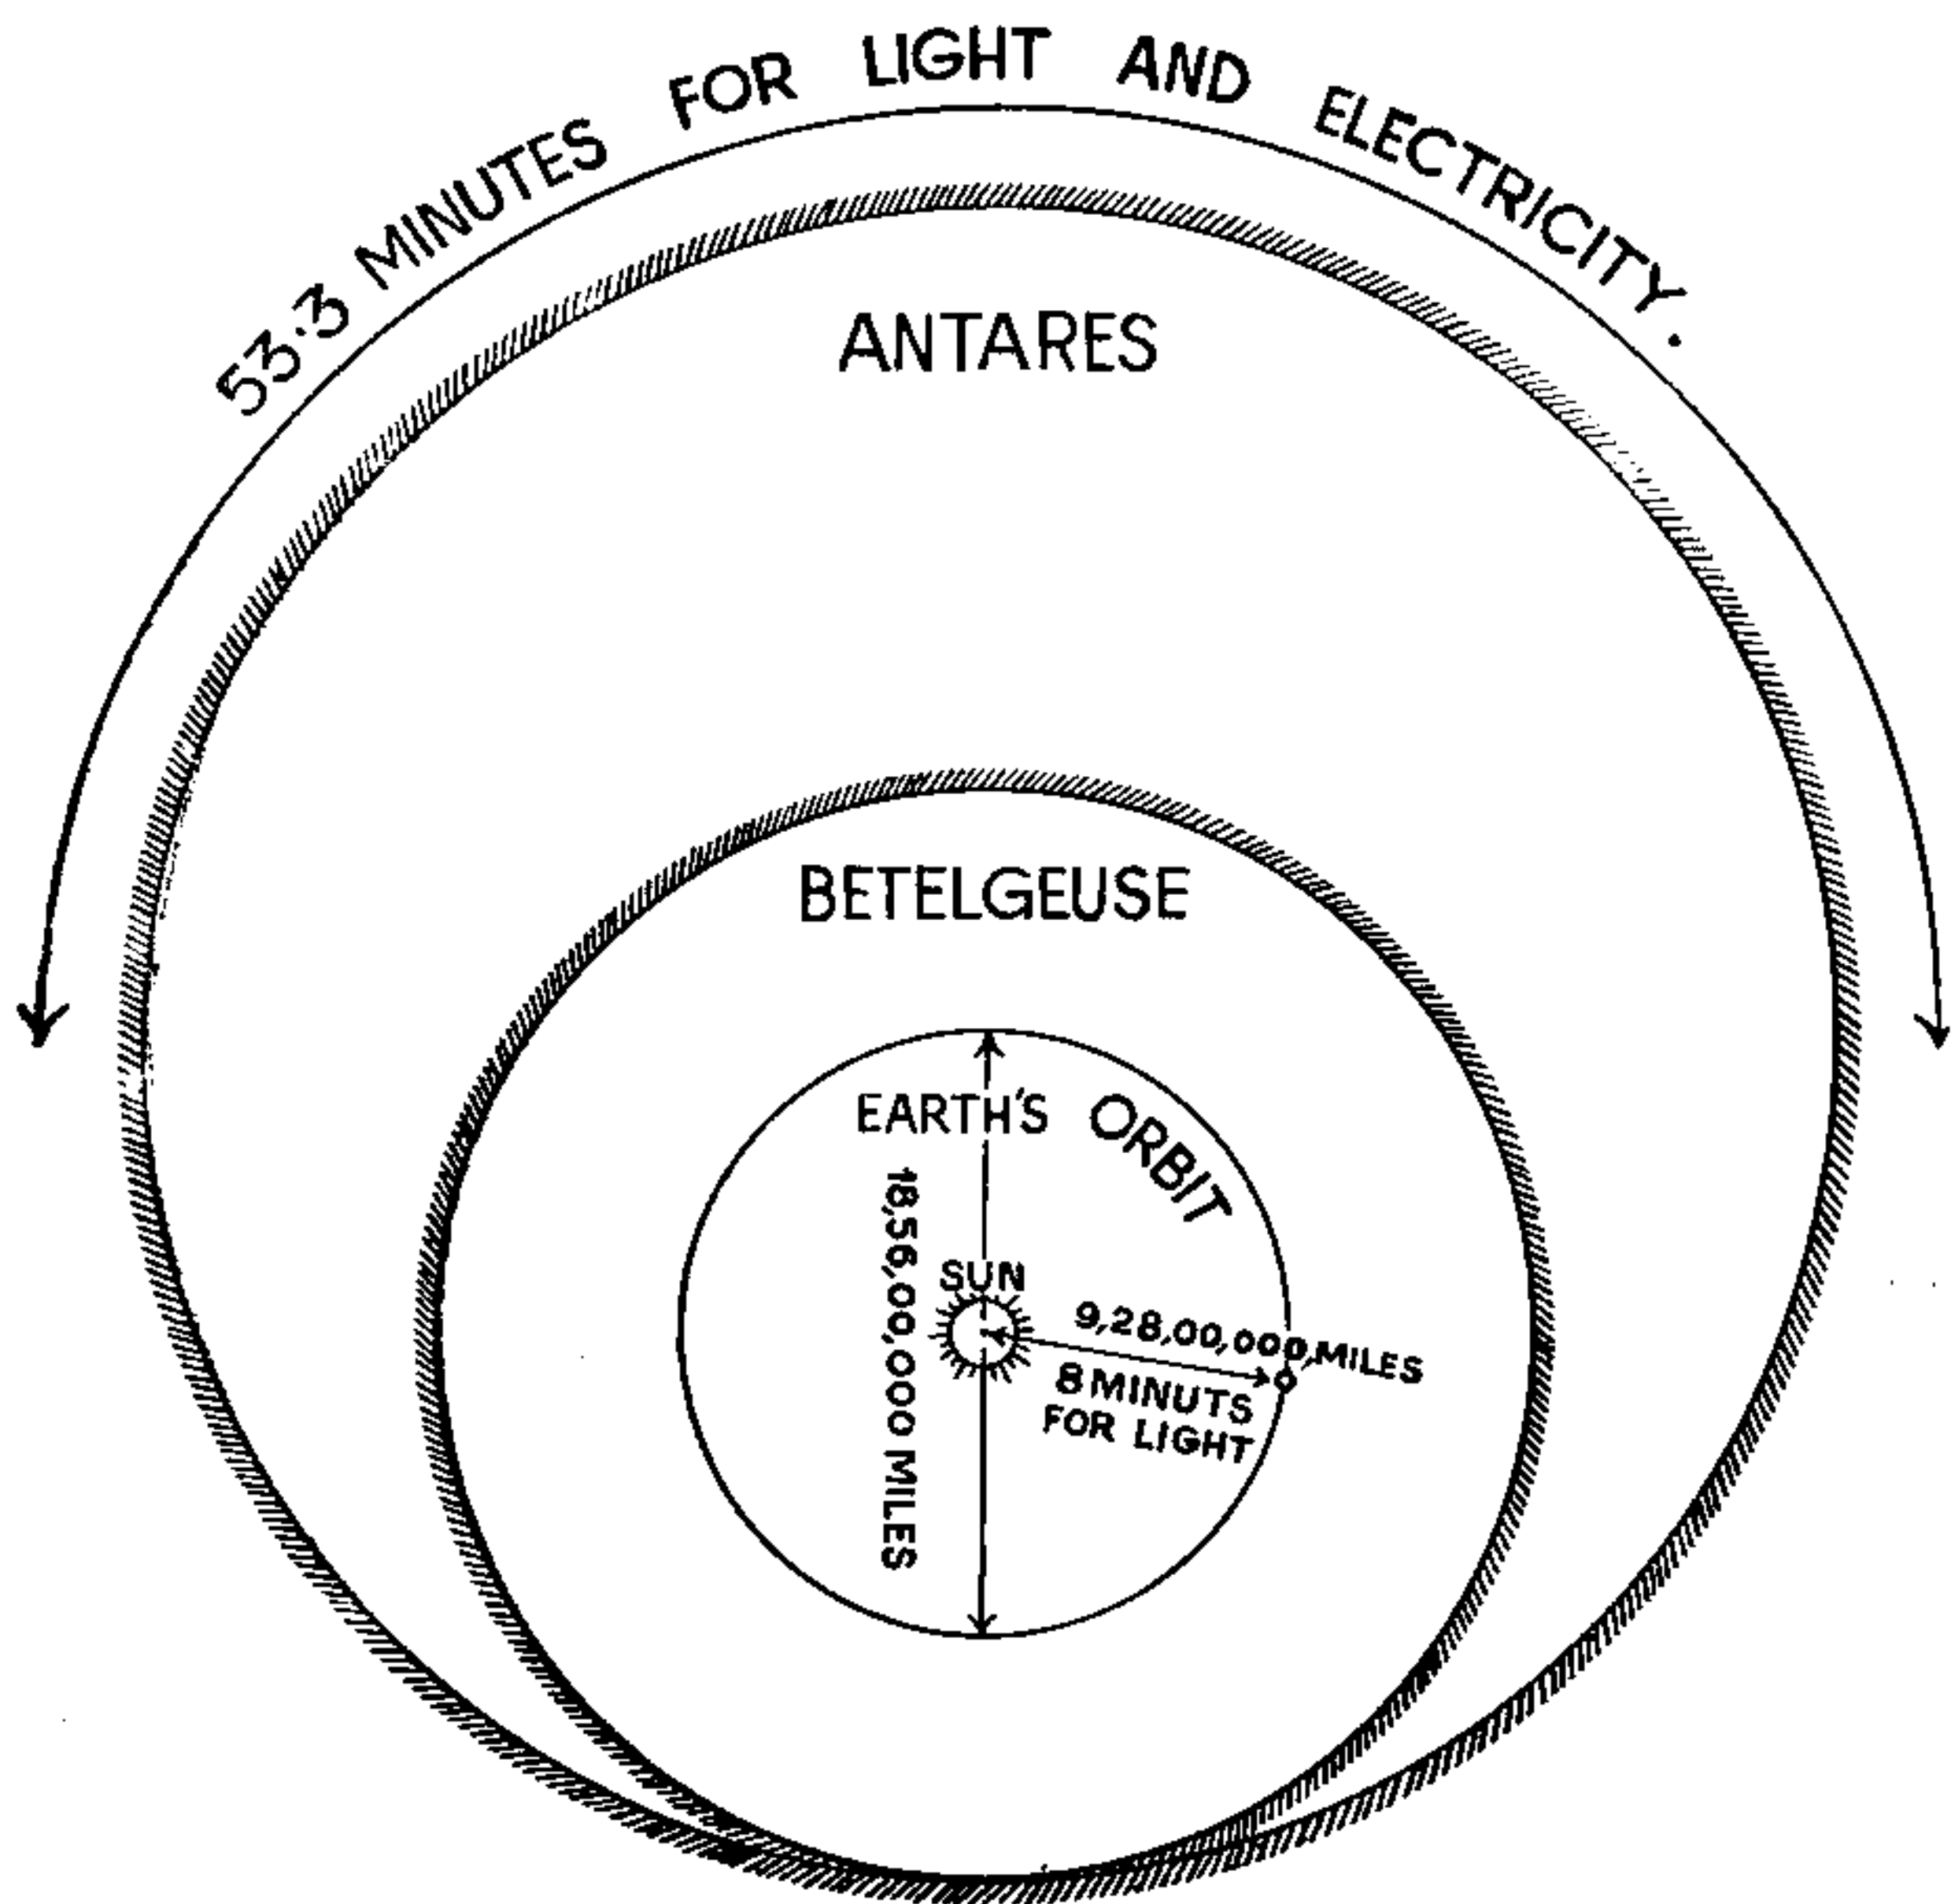 53·3 MINUTES FOR LIGHT AND ELECTRICITY.
ANTARES
BETELGEUSE
EARTH'S ORBIT
18,56,00,000 MILES
SUN
9,28,00,000, MILES
8 MINUTS
FOR LIGHT